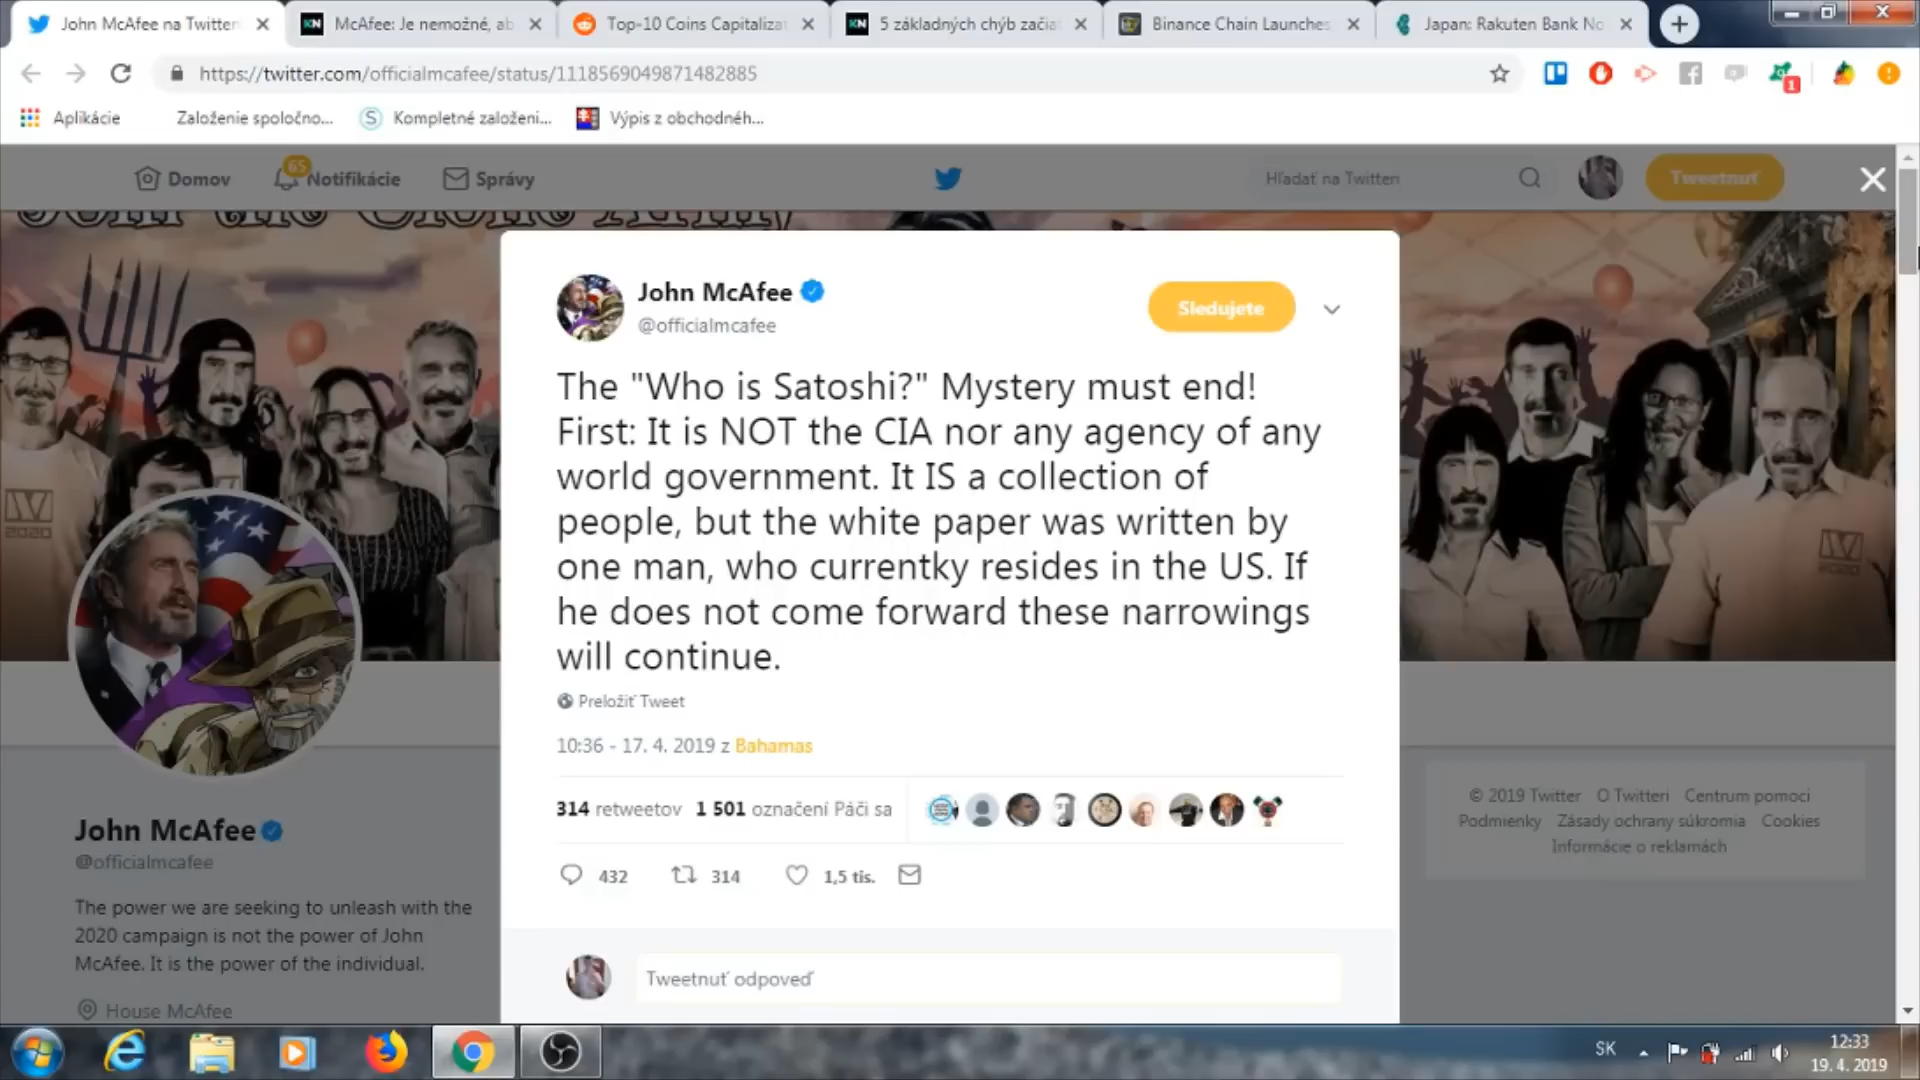 John McAfee na Twitter
McAfee: Je nemožné, ab
Top-10 Coins Capitalizat
5 základných chýb začia
Binance Chain Launches
Japan: Rakuten Bank No
https://twitter.com/officialmcafee/status/1118569049871482885
1
Aplikácie
Založenie spoločno...
Kompletné založeni...
Výpis z obchodnéh...
Domov
65
Notifikácie
Správy
Hľadať na Twitteri
Tweetnuť
John McAfee
@officialmcafee
Sledujete
The "Who is Satoshi?" Mystery must end!
First: It is NOT the CIA nor any agency of any
world government. It IS a collection of
people, but the white paper was written by
one man, who currentky resides in the US. If
he does not come forward these narrowings
will continue.
Preložiť Tweet
10:36 - 17. 4. 2019 z Bahamas
314 retweetov 1 501 označení Páči sa
432
314
1,5 tis.
Tweetnuť odpoveď
John McAfee
@officialmcafee
The power we are seeking to unleash with the
2020 campaign is not the power of John
McAfee. It is the power of the individual.
House McAfee
© 2019 Twitter O Twitteri Centrum pomoci
Podmienky Zásady ochrany súkromia Cookies
Informácie o reklamách
SK
12:33
19. 4. 2019